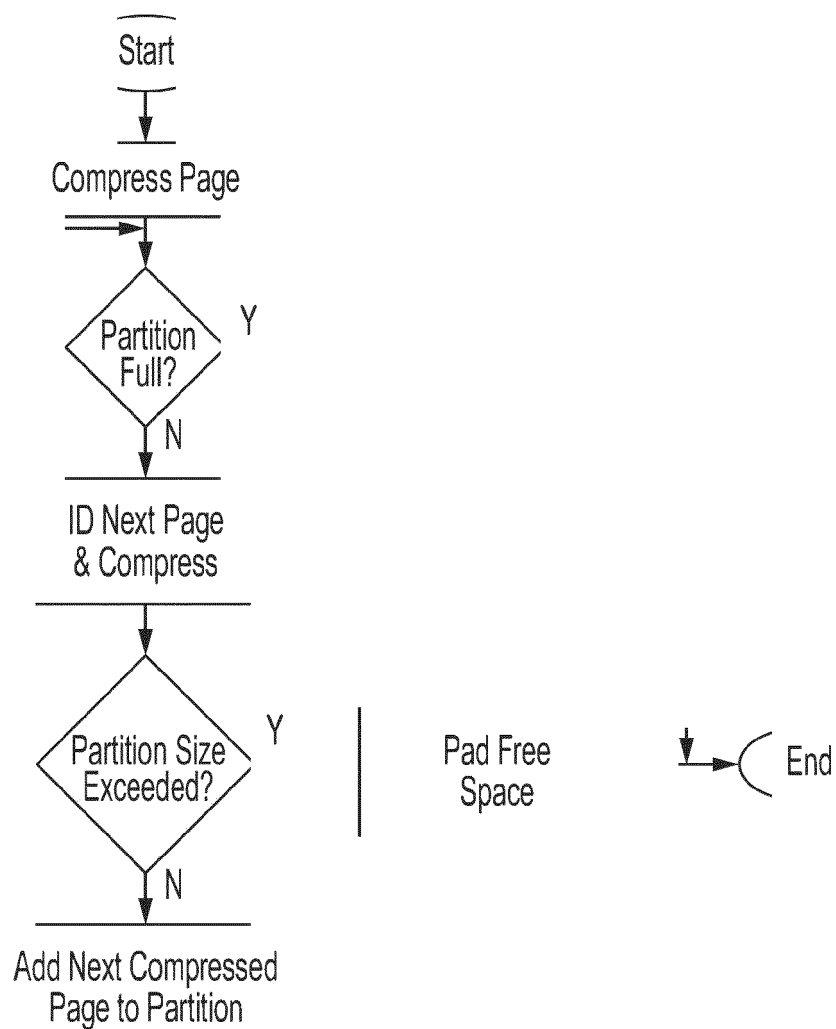 Start
Compress Page
Y
Partition
Full?
N
ID Next Page
& Compress
Y
Partition Size
Exceeded?
Pad Free
Space
End
N
Add Next Compressed
Page to Partition